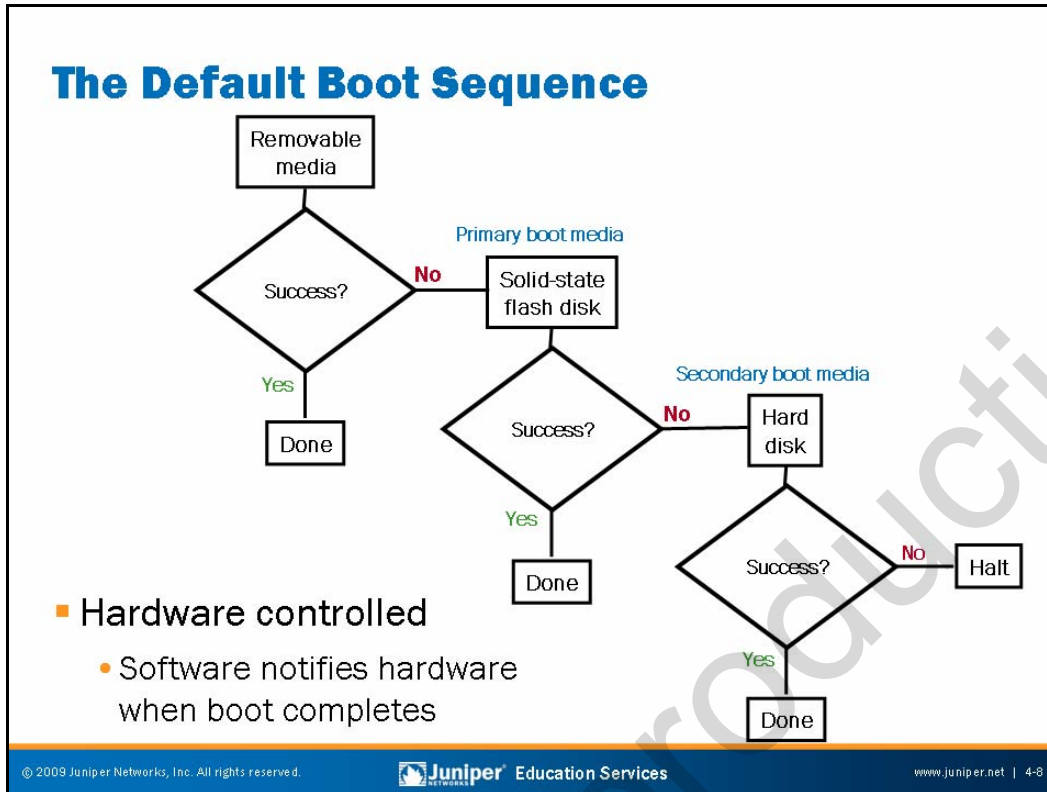 The Default Boot Sequence
Removable
media
Success?
No
Yes
Done
Primary boot media
Solid-state
flash disk
Success?
No
Yes
Done
Secondary boot media
Hard
disk
Success?
No
Halt
Yes
Done
Hardware controlled
Software notifies hardware
when boot completes
© 2009 Juniper Networks, Inc. All rights reserved.
Juniper NETWORKS Education Services
www.juniper.net | 4-8